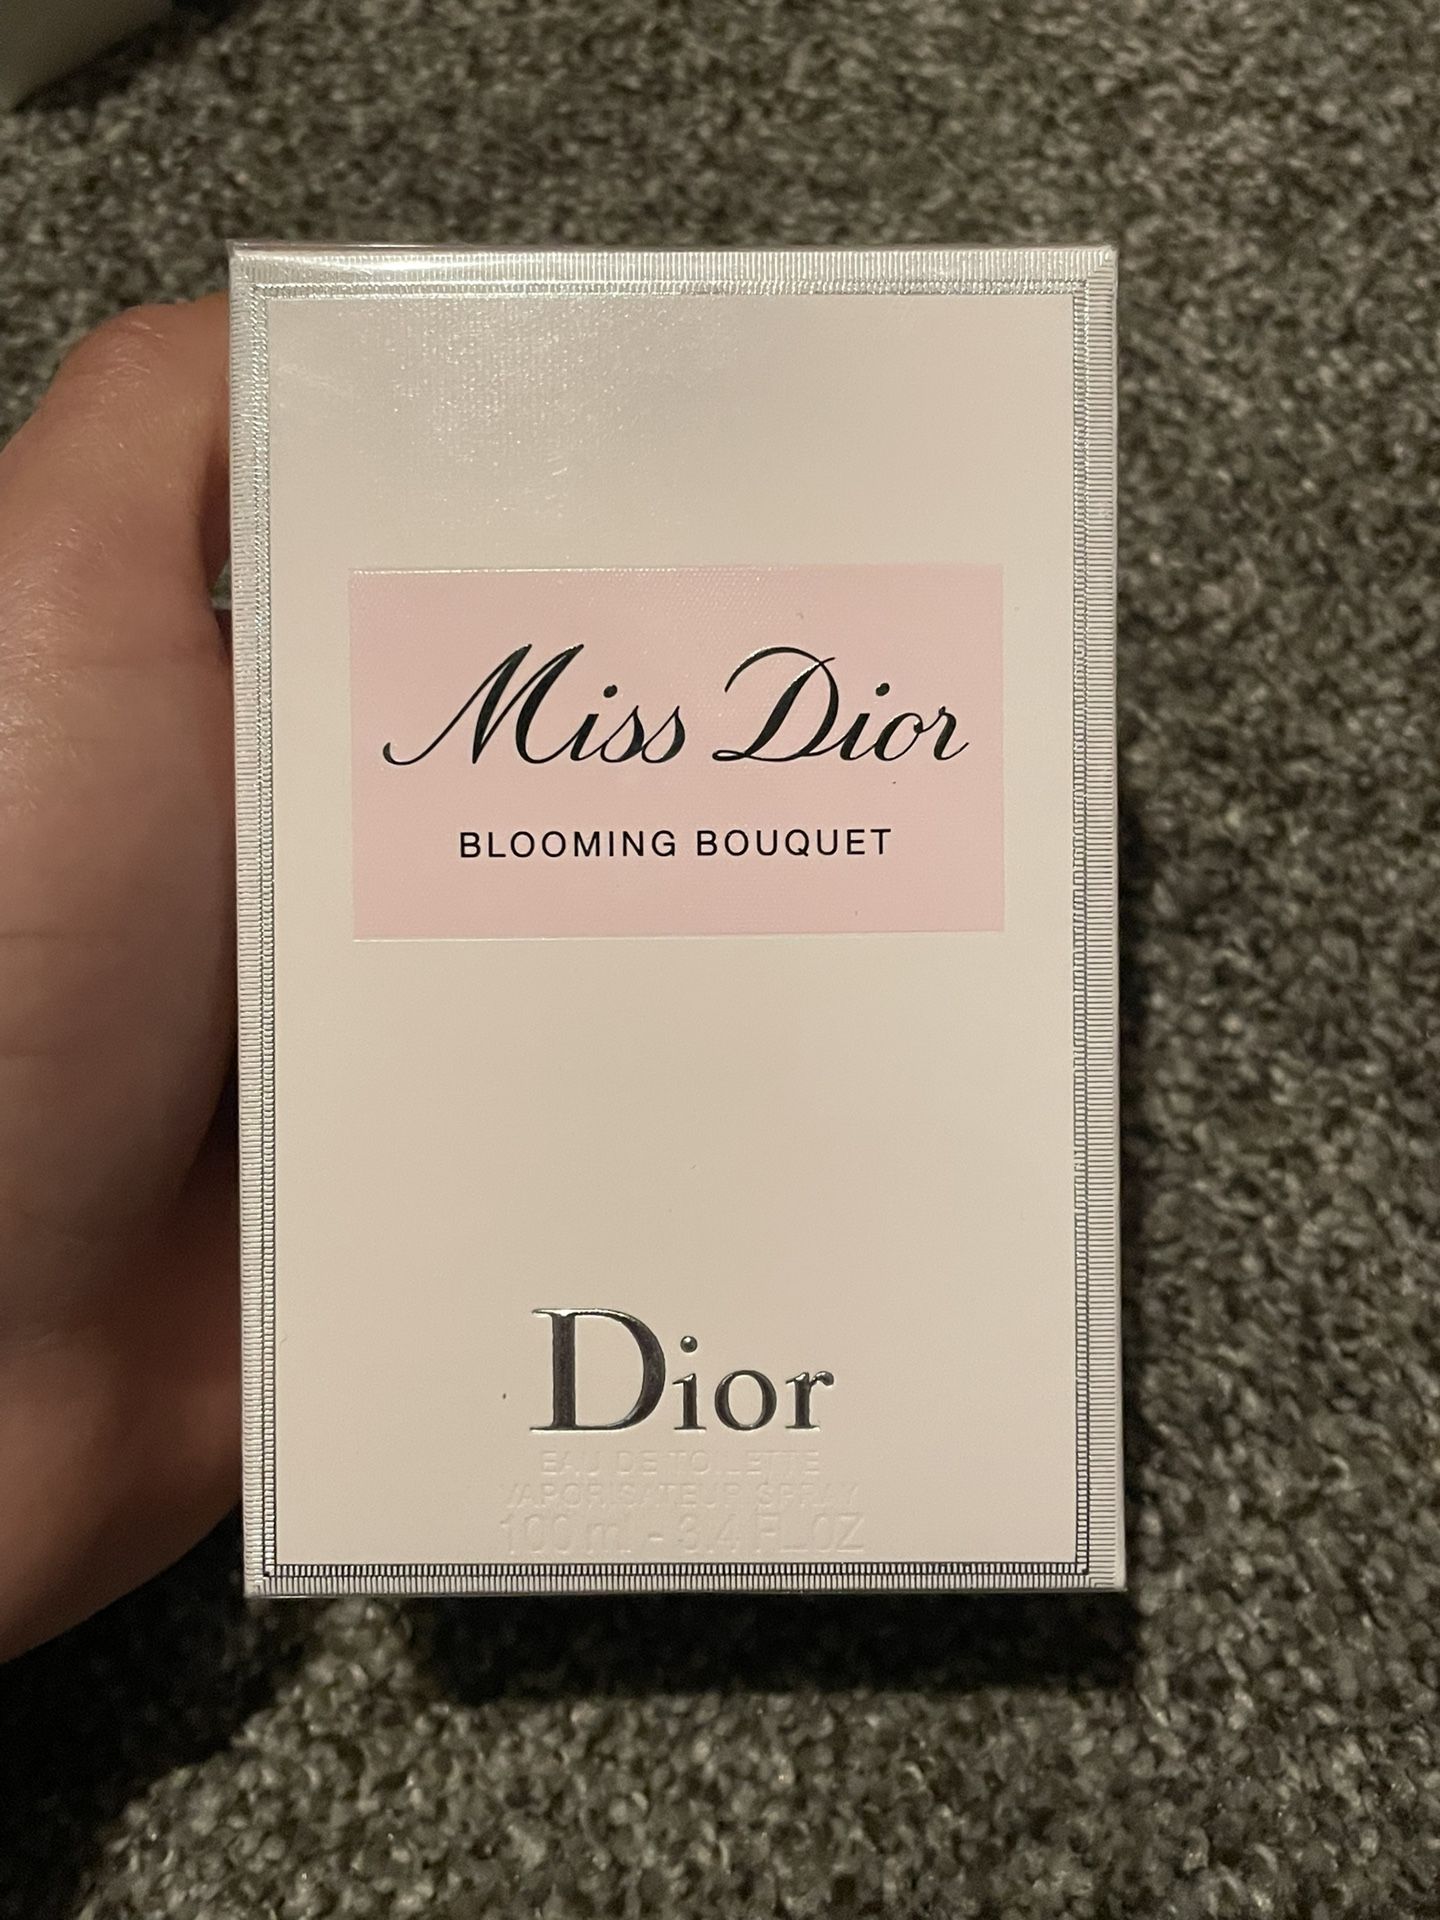 Miss Dior
BLOOMING BOUQUET
Dior
EAU DE TOILETTE
VAPORISATEUR SPRAY
100 ml - 3.4 FL.OZ